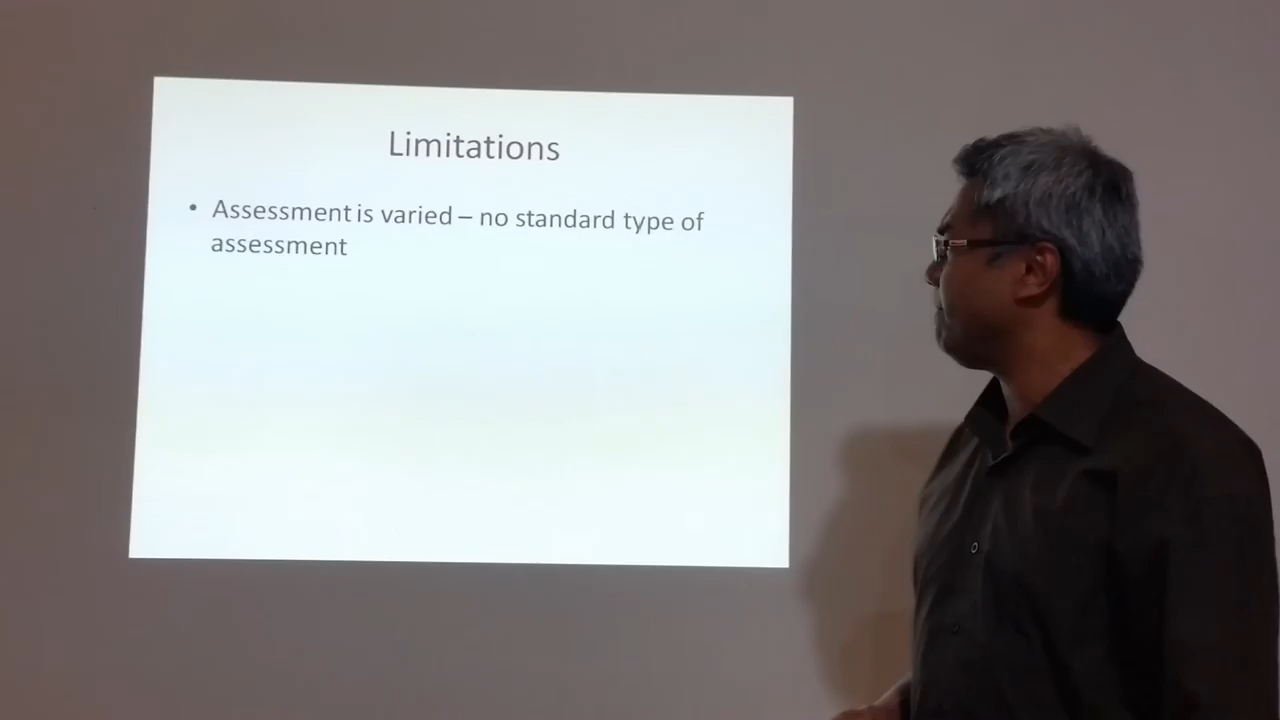 Limitations
• Assessment is varied – no standard type of
assessment